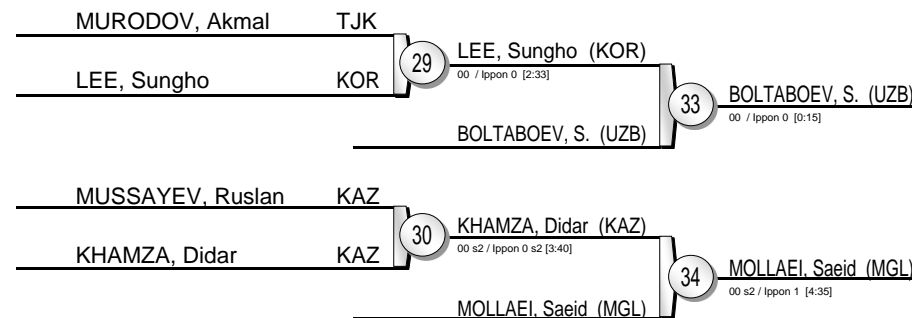 MURODOV, Akmal TJK
29
LEE, Sungho (KOR)
00 / Ippon 0 [2:33]
LEE, Sungho KOR
33
BOLTABOEV, S. (UZB)
00 / Ippon 0 [0:15]
BOLTABOEV, S. (UZB)
MUSSAYEV, Ruslan KAZ
30
KHAMZA, Didar (KAZ)
00 s2 / Ippon 0 s2 [3:40]
KHAMZA, Didar KAZ
34
MOLLAEI, Saeid (MGL)
00 s2 / Ippon 1 [4:35]
MOLLAEI, Saeid (MGL)